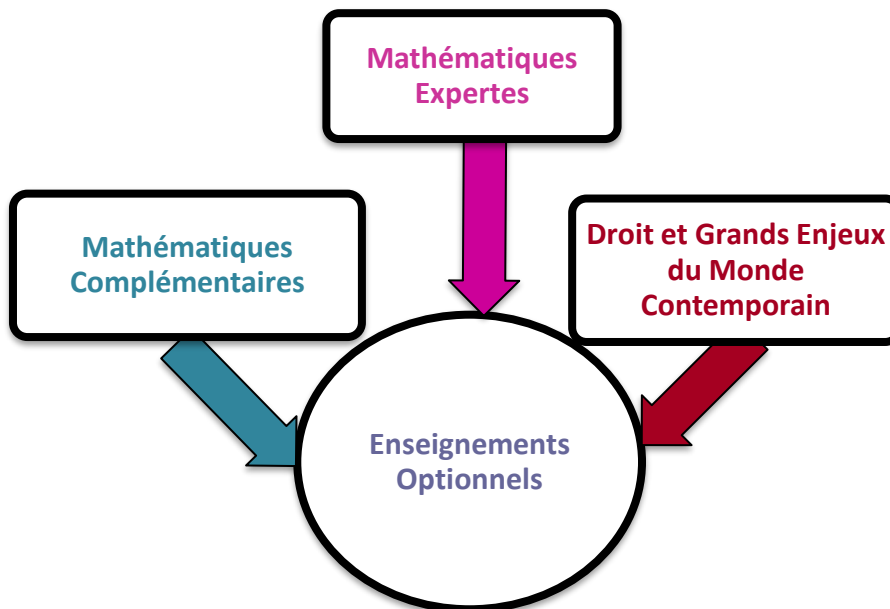 Mathématiques
Expertes
Mathématiques
Complémentaires
Droit et Grands Enjeux
du Monde
Contemporain
Enseignements
Optionnels